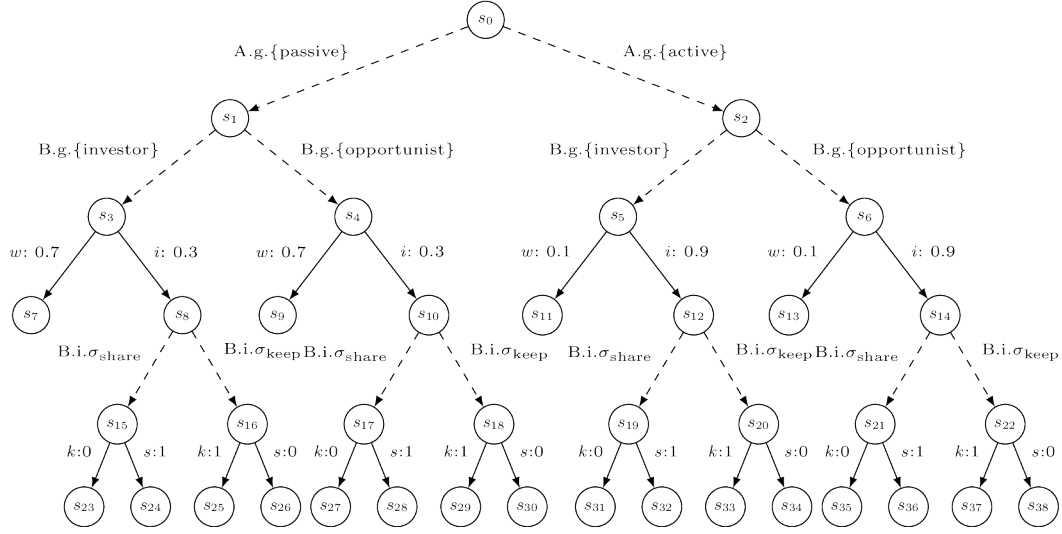 s₀
A.g.{passive} A.g.{active}
s₁ s₂
B.g.{investor} B.g.{opportunist} B.g.{investor} B.g.{opportunist}
s₃ s₄ s₅ s₆
w: 0.7 i: 0.3 w: 0.7 i: 0.3 w: 0.1 i: 0.9 w: 0.1 i: 0.9
s₇ s₈ s₉ s₁₀ s₁₁ s₁₂ s₁₃ s₁₄
B.i.σshare B.i.σkeep B.i.σshare B.i.σkeep B.i.σshare B.i.σkeep B.i.σshare B.i.σkeep
s₁₅ s₁₆ s₁₇ s₁₈ s₁₉ s₂₀ s₂₁ s₂₂
k:0 s:1 k:1 s:0 k:0 s:1 k:1 s:0 k:0 s:1 k:1 s:0 k:0 s:1 k:1 s:0
s₂₃ s₂₄ s₂₅ s₂₆ s₂₇ s₂₈ s₂₉ s₃₀ s₃₁ s₃₂ s₃₃ s₃₄ s₃₅ s₃₆ s₃₇ s₃₈